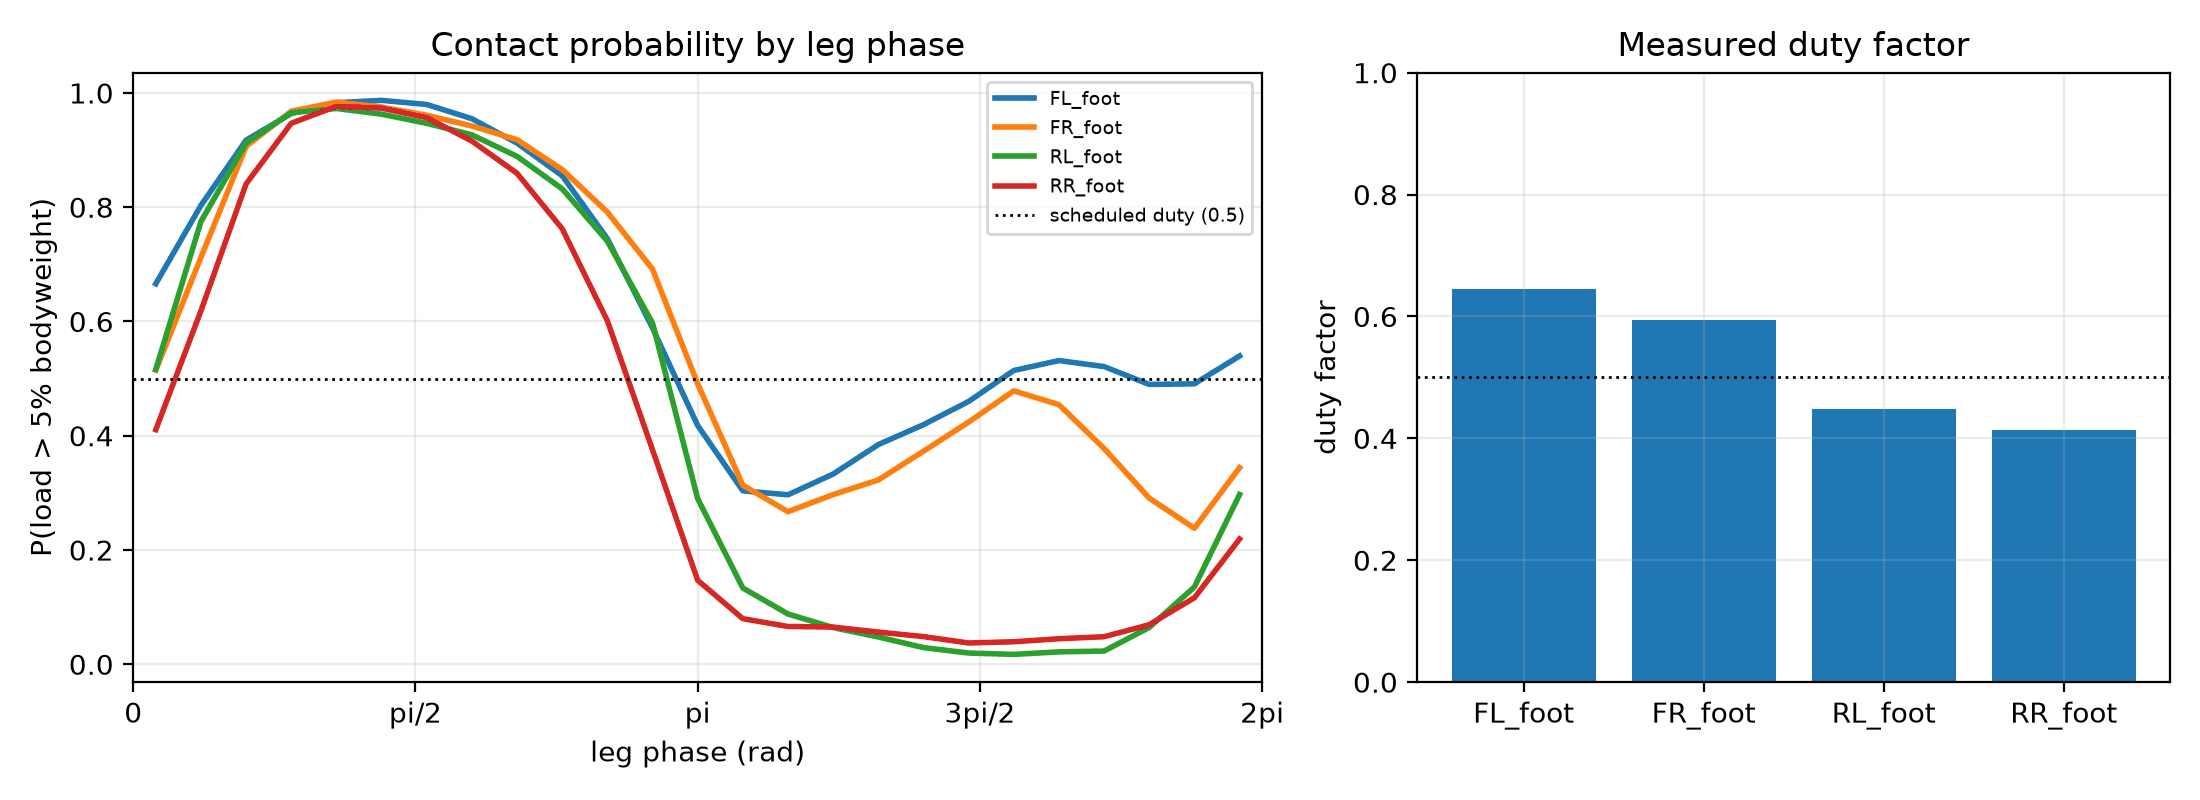 Contact probability by leg phase
P(load > 5% bodyweight)
1.0
0.8
0.6
0.4
0.2
0.0
FL_foot
FR_foot
RL_foot
RR_foot
scheduled duty (0.5)
0
pi/2
pi
3pi/2
2pi
leg phase (rad)
Measured duty factor
duty factor
1.0
0.8
0.6
0.4
0.2
0.0
FL_foot
FR_foot
RL_foot
RR_foot